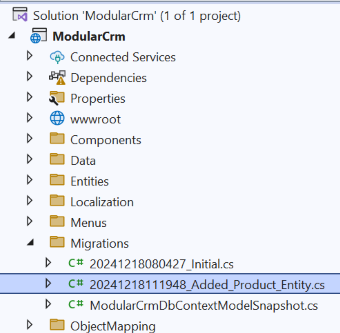 Solution 'ModularCrm' (1 of 1 project)
ModularCrm
Connected Services
Dependencies
Properties
wwwroot
Components
Data
Entities
Localization
Menus
Migrations
C# 20241218080427_Initial.cs
C# 20241218111948_Added_Product_Entity.cs
C# ModularCrmDbContextModelSnapshot.cs
ObjectMapping